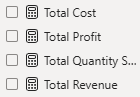 Total Cost
Total Profit
Total Quantity S...
Total Revenue